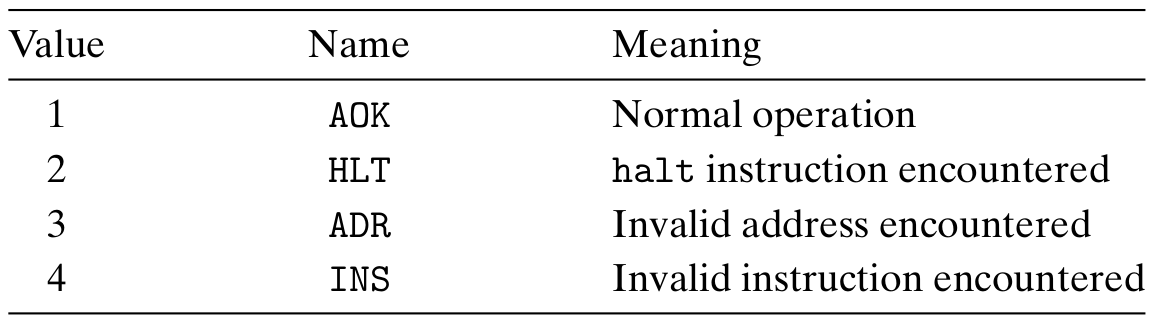 Value Name Meaning
1 AOK Normal operation
2 HLT halt instruction encountered
3 ADR Invalid address encountered
4 INS Invalid instruction encountered